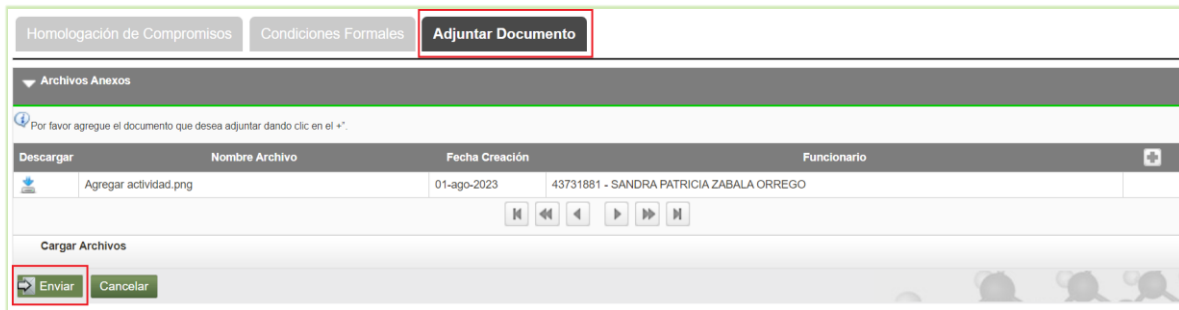 Homologación de Compromisos Condiciones Formales Adjuntar Documento
Archivos Anexos
Por favor agregue el documento que desea adjuntar dando clic en el +".
Descargar Nombre Archivo Fecha Creación Funcionario
Agregar actividad.png 01-ago-2023 43731881 - SANDRA PATRICIA ZABALA ORREGO
Cargar Archivos
Enviar Cancelar